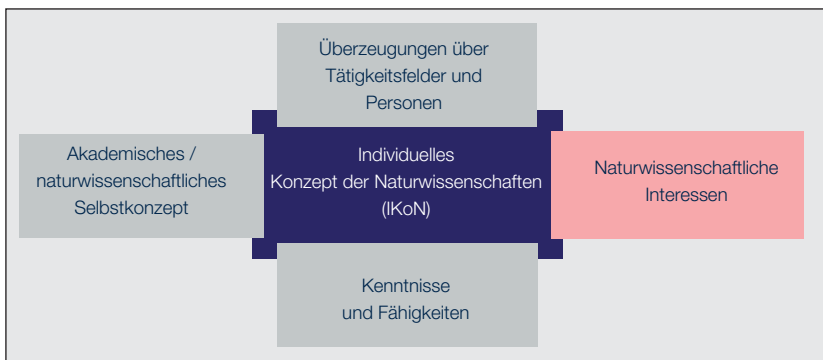 Überzeugungen über
Tätigkeitsfelder und
Personen
Akademisches /
naturwissenschaftliches
Selbstkonzept
Individuelles
Konzept der Naturwissenschaften
(IKoN)
Naturwissenschaftliche
Interessen
Kenntnisse
und Fähigkeiten